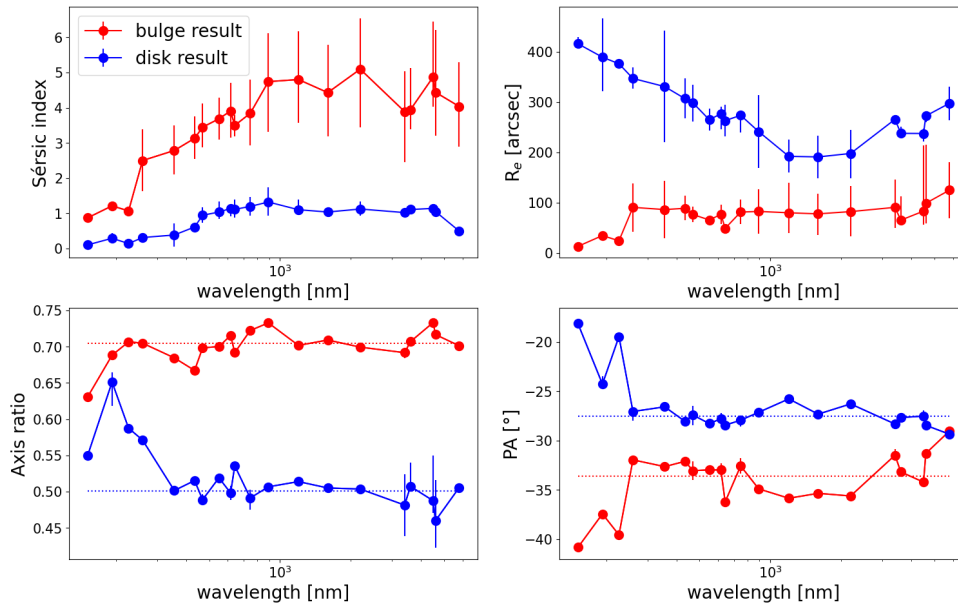 bulge result
disk result
Sérsic index
6
5
4
3
2
1
0
10³
wavelength [nm]
R_e [arcsec]
400
300
200
100
0
10³
wavelength [nm]
Axis ratio
0.75
0.70
0.65
0.60
0.55
0.50
0.45
10³
wavelength [nm]
PA [°]
−20
−25
−30
−35
−40
10³
wavelength [nm]